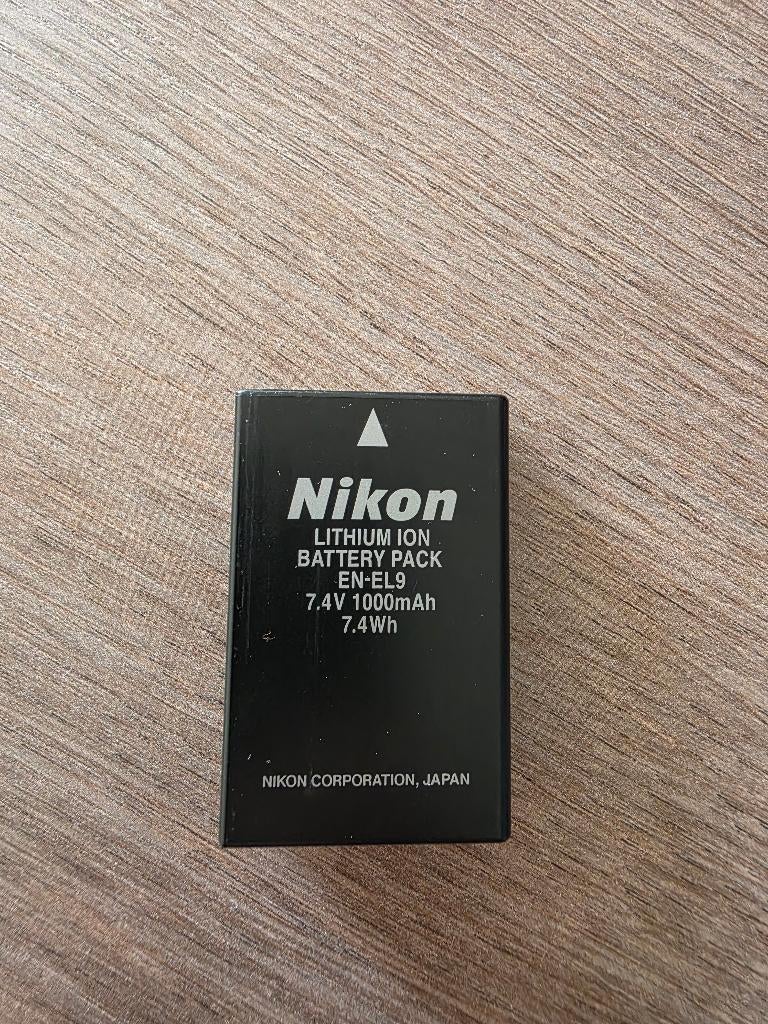 Nikon
LITHIUM ION
BATTERY PACK
EN-EL9
7.4V 1000mAh
7.4Wh
NIKON CORPORATION, JAPAN